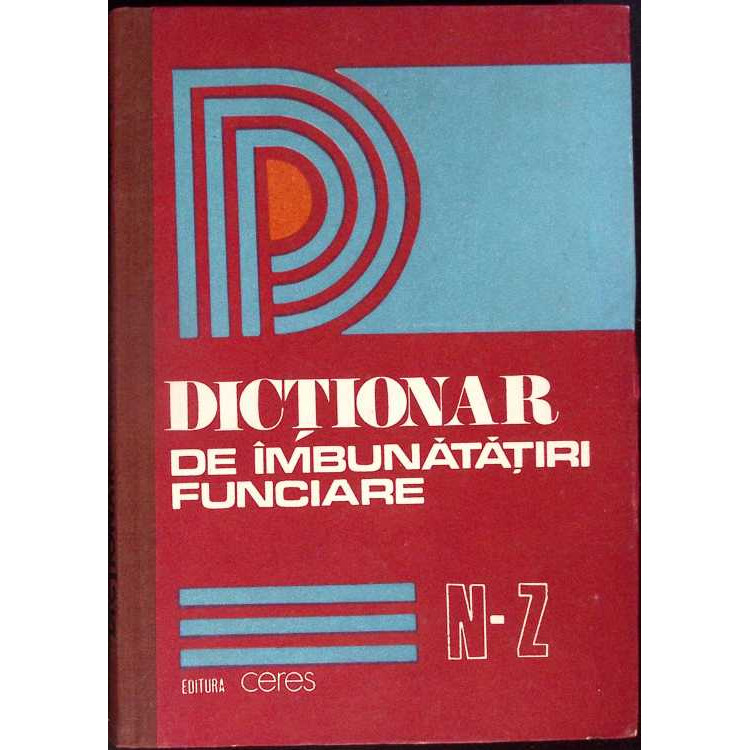 DICȚIONAR
DE ÎMBUNĂTĂȚIRI
FUNCIARE
N-Z
EDITURA ceres